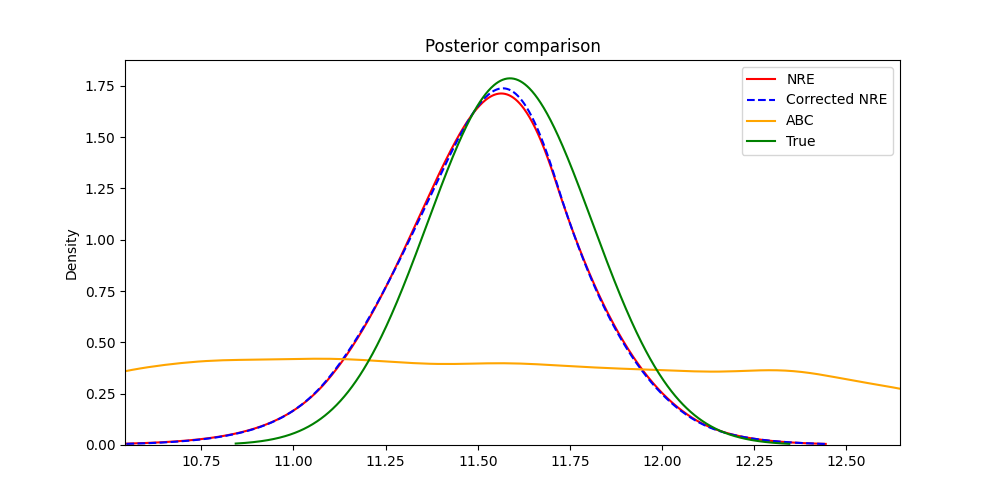 Posterior comparison
NRE
Corrected NRE
ABC
True
Density
1.75
1.50
1.25
1.00
0.75
0.50
0.25
0.00
10.75 11.00 11.25 11.50 11.75 12.00 12.25 12.50